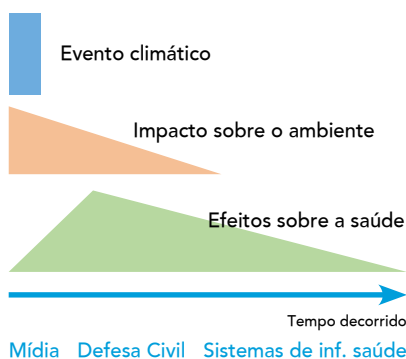 Evento climático
Impacto sobre o ambiente
Efeitos sobre a saúde
Tempo decorrido
Mídia Defesa Civil Sistemas de inf. saúde